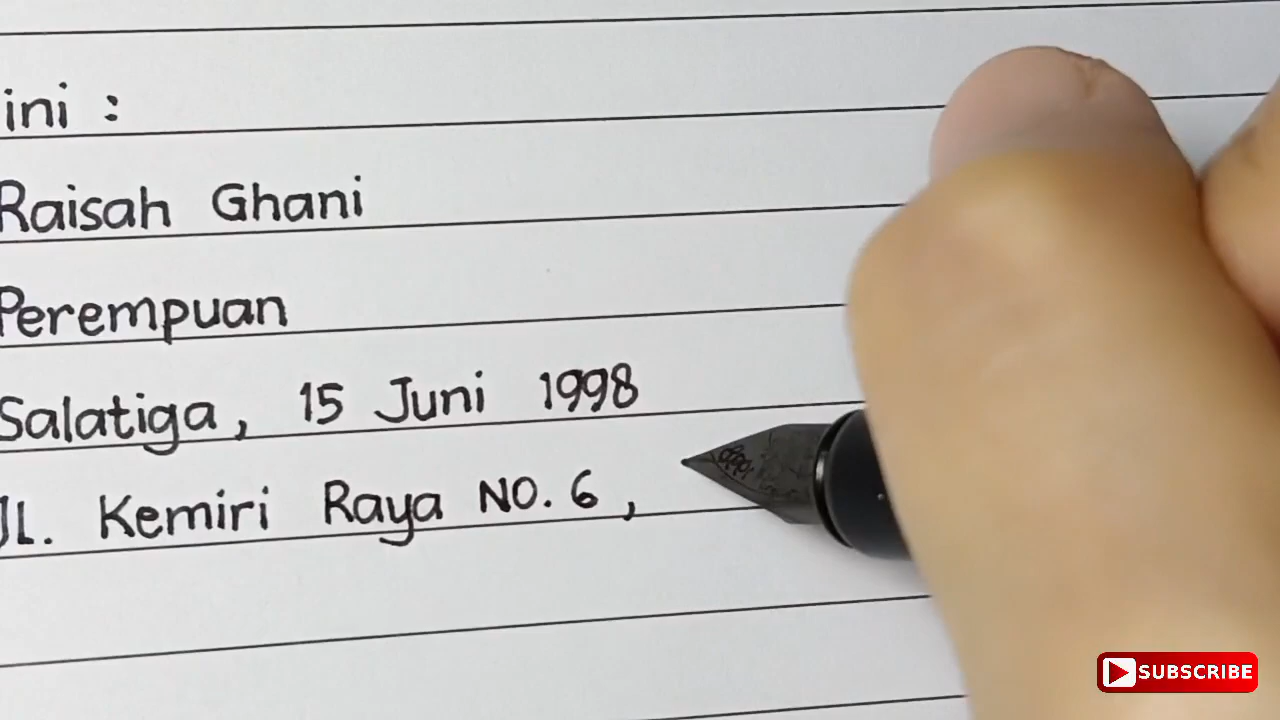 ini :
Raisah Ghani
Perempuan
Salatiga, 15 Juni 1998
JL. Kemiri Raya NO. 6,
SUBSCRIBE